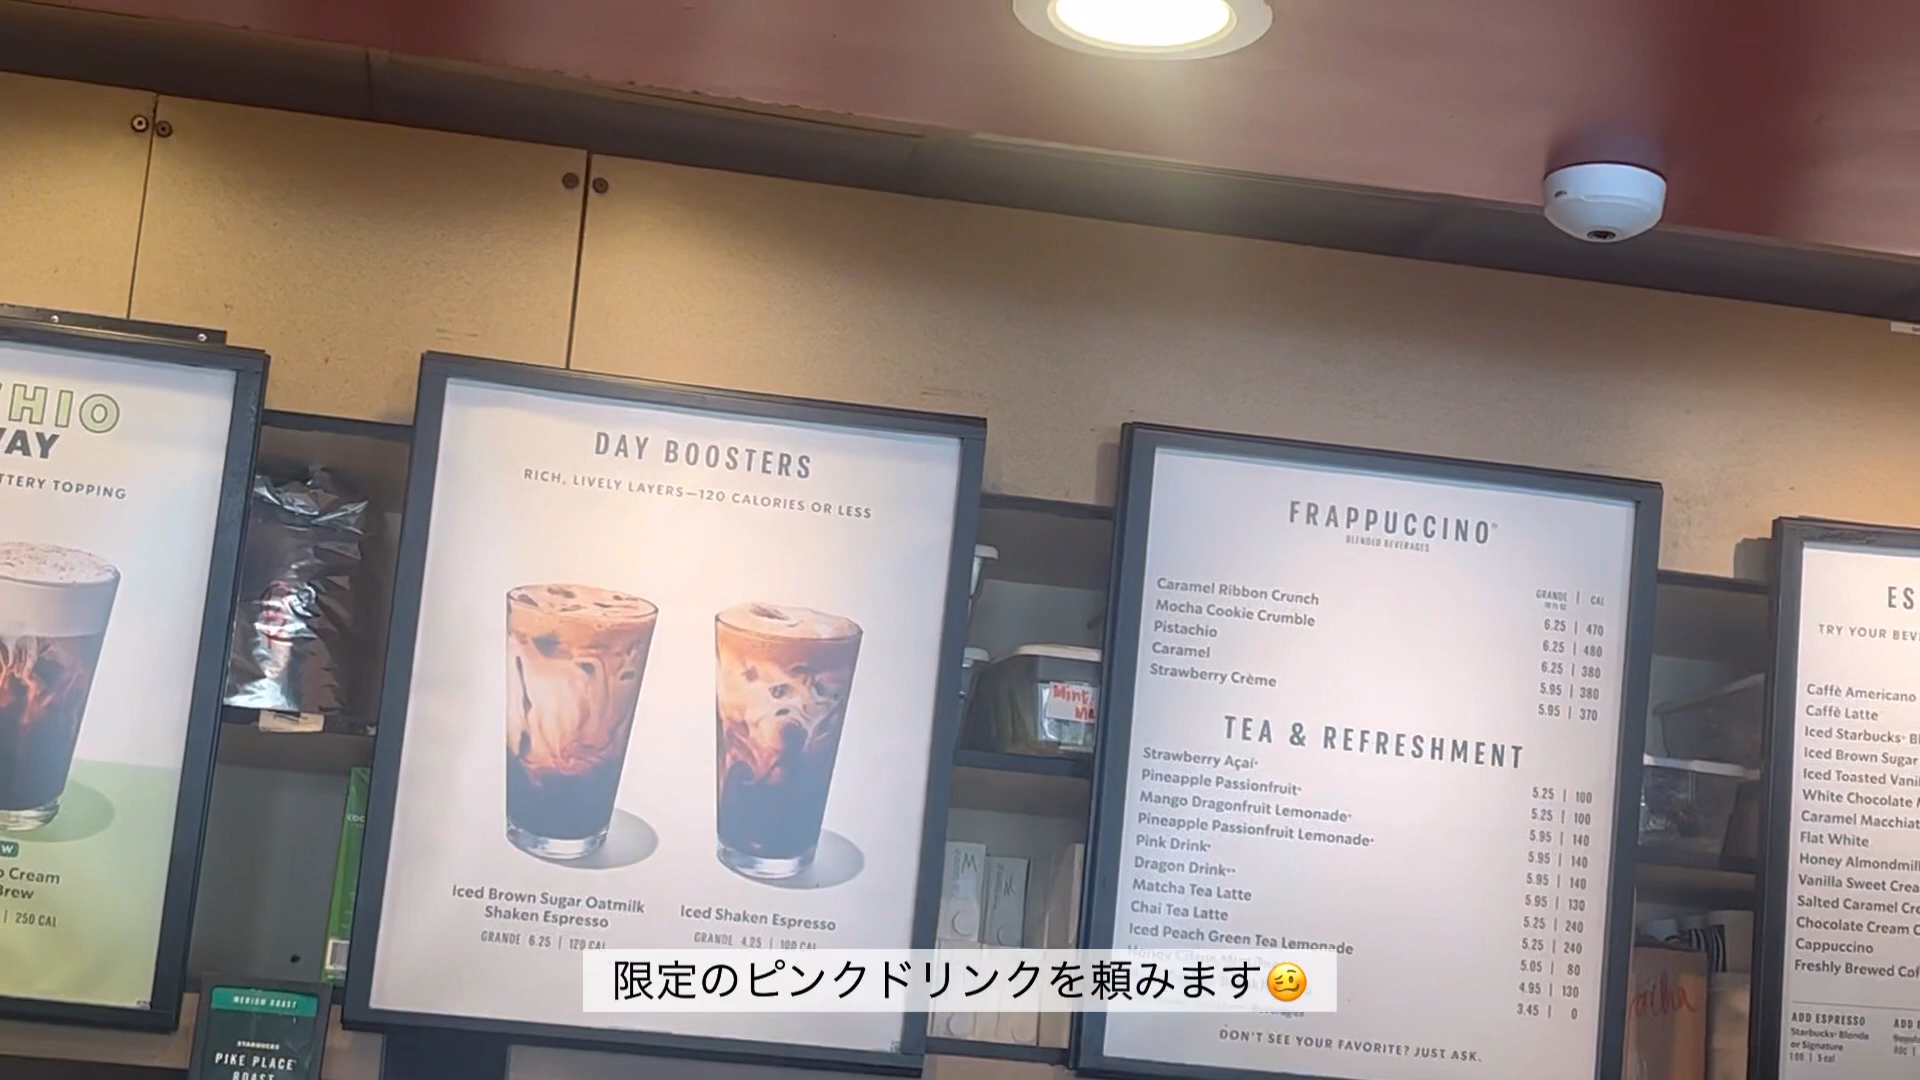 HIO
WAY
TTERY TOPPING
Cream
Brew
| 250 CAL
MEDIUM ROAST
STARBUCKS
PIKE PLACE
ROAST
DAY BOOSTERS
RICH, LIVELY LAYERS—120 CALORIES OR LESS
Iced Brown Sugar Oatmilk
Shaken Espresso
GRANDE 6.25 | 120 CAL
Iced Shaken Espresso
GRANDE 4.25 | 100 CAL
Mint
FRAPPUCCINO®
BLENDED BEVERAGES
GRANDE | CAL
Caramel Ribbon Crunch 6.25 | 470
Mocha Cookie Crumble 6.25 | 480
Pistachio 6.25 | 380
Caramel 5.95 | 380
Strawberry Crème 5.95 | 370
TEA & REFRESHMENT
Strawberry Açaí* 5.25 | 100
Pineapple Passionfruit* 5.25 | 100
Mango Dragonfruit Lemonade* 5.95 | 140
Pineapple Passionfruit Lemonade* 5.95 | 140
Pink Drink* 5.95 | 140
Dragon Drink** 5.95 | 130
Matcha Tea Latte 5.25 | 240
Chai Tea Latte 5.25 | 240
Iced Peach Green Tea Lemonade 5.05 | 80
4.95 | 130
3.45 | 0
DON'T SEE YOUR FAVORITE? JUST ASK.
ES
TRY YOUR BEV
Caffè Americano
Caffè Latte
Iced Starbucks® Bl
Iced Brown Sugar
Iced Toasted Vani
White Chocolate
Caramel Macchiat
Flat White
Honey Almondmil
Vanilla Sweet Crea
Salted Caramel Cre
Chocolate Cream C
Cappuccino
Freshly Brewed Cof
ADD ESPRESSO
Starbucks® Blonde
or Signature
1.00 | 5 cal
ADD
限定のピンクドリンクを頼みます🥴